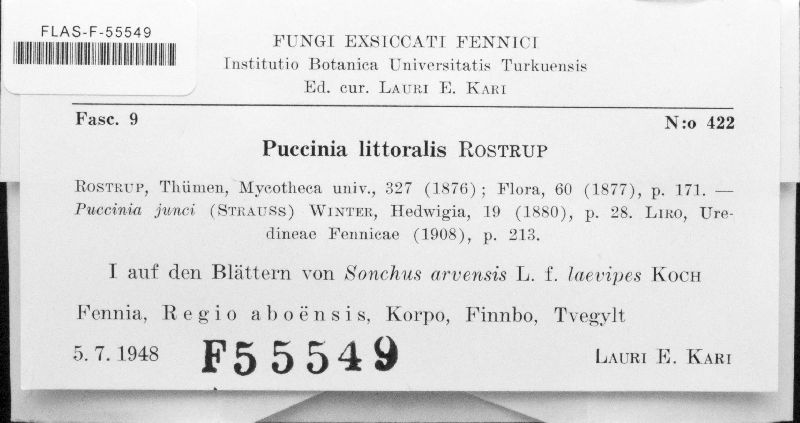 FLAS-F-55549
FUNGI EXSICCATI FENNICI
Institutio Botanica Universitatis Turkuensis
Ed. cur. LAURI E. KARI
Fasc. 9 N:o 422
Puccinia littoralis ROSTRUP
ROSTRUP, Thümen, Mycotheca univ., 327 (1876); Flora, 60 (1877), p. 171. —
Puccinia junci (STRAUSS) WINTER, Hedwigia, 19 (1880), p. 28. LIRO, Ure-
dineae Fennicae (1908), p. 213.
I auf den Blättern von Sonchus arvensis L. f. laevipes KOCH
Fennia, Regio aboënsis, Korpo, Finnbo, Tvegylt
5. 7. 1948 F55549 LAURI E. KARI